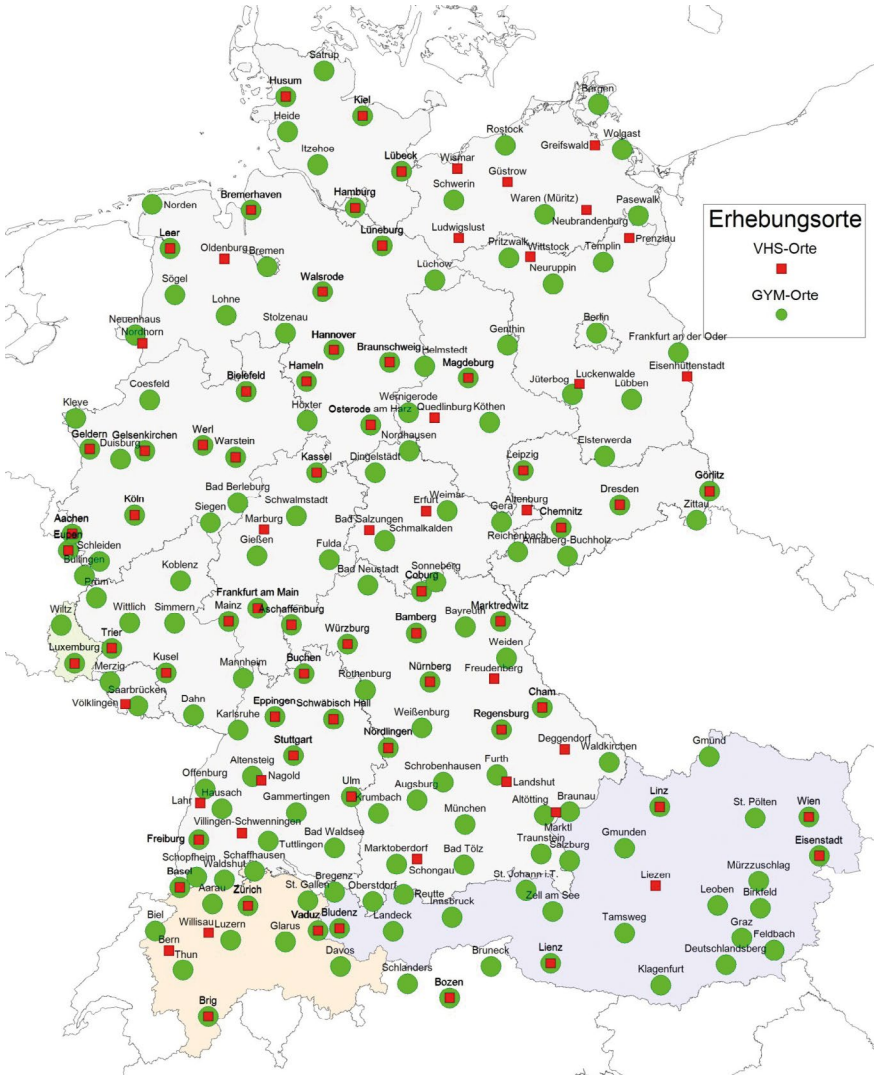 Satrup
Husum
Kiel
Bergen
Heide
Rostock
Wolgast
Greifswald
Itzehoe
Lübeck
Wismar
Güstrow
Bremerhaven
Hamburg
Schwerin
Waren (Müritz)
Pasewalk
Norden
Neubrandenburg
Erhebungsorte
Leer
Lüneburg
Ludwigslust
Prenzlau
Oldenburg
Bremen
Pritzwalk
Wittstock
Templin
VHS-Orte
Lüchow
Neuruppin
Sögel
Walsrode
GYM-Orte
Lohne
Neuenhaus
Stolzenau
Berlin
Nordhorn
Hannover
Braunschweig
Genthin
Frankfurt an der Oder
Helmstedt
Eisenhüttenstadt
Bielefeld
Hameln
Magdeburg
Luckenwalde
Coesfeld
Jüterbog
Lübben
Kleve
Höxter
Wernigerode
Osterode am Harz
Quedlinburg
Köthen
Geldern
Gelsenkirchen
Werl
Duisburg
Warstein
Nordhausen
Elsterwerda
Kassel
Dingelstädt
Leipzig
Görlitz
Bad Berleburg
Köln
Siegen
Schwalmstadt
Erfurt
Weimar
Altenburg
Dresden
Zittau
Gera
Chemnitz
Aachen
Marburg
Bad Salzungen
Schmalkalden
Eupen
Gießen
Reichenbach
Schleiden
Annaberg-Buchholz
Büllingen
Koblenz
Fulda
Sonneberg
Prüm
Bad Neustadt
Coburg
Frankfurt am Main
Wiltz
Wittlich
Simmern
Mainz
Aschaffenburg
Bamberg
Bayreuth
Marktredwitz
Trier
Würzburg
Luxemburg
Weiden
Merzig
Kusel
Mannheim
Buchen
Rothenburg
Nürnberg
Freudenberg
Saarbrücken
Völklingen
Dahn
Eppingen
Schwäbisch Hall
Cham
Karlsruhe
Weißenburg
Regensburg
Nördlingen
Stuttgart
Deggendorf
Waldkirchen
Gmünd
Altensteig
Schrobenhausen
Furth
Offenburg
Nagold
Landshut
Hausach
Ulm
Augsburg
Linz
Lahr
Gammertingen
Krumbach
Altötting
Braunau
St. Pölten
Wien
Villingen-Schwenningen
München
Marktl
Freiburg
Bad Waldsee
Traunstein
Gmunden
Eisenstadt
Tuttlingen
Salzburg
Schopfheim
Schaffhausen
Marktoberdorf
Bad Tölz
Waldshut
Schongau
Mürzzuschlag
Basel
Bregenz
St. Johann i.T.
Liezen
Aarau
Zürich
St. Gallen
Oberstdorf
Reutte
Leoben
Birkfeld
Innsbruck
Zell am See
Biel
Willisau
Luzern
Vaduz
Bludenz
Landeck
Tamsweg
Graz
Glarus
Feldbach
Bern
Thun
Davos
Bruneck
Lienz
Deutschlandsberg
Schlanders
Klagenfurt
Bozen
Brig